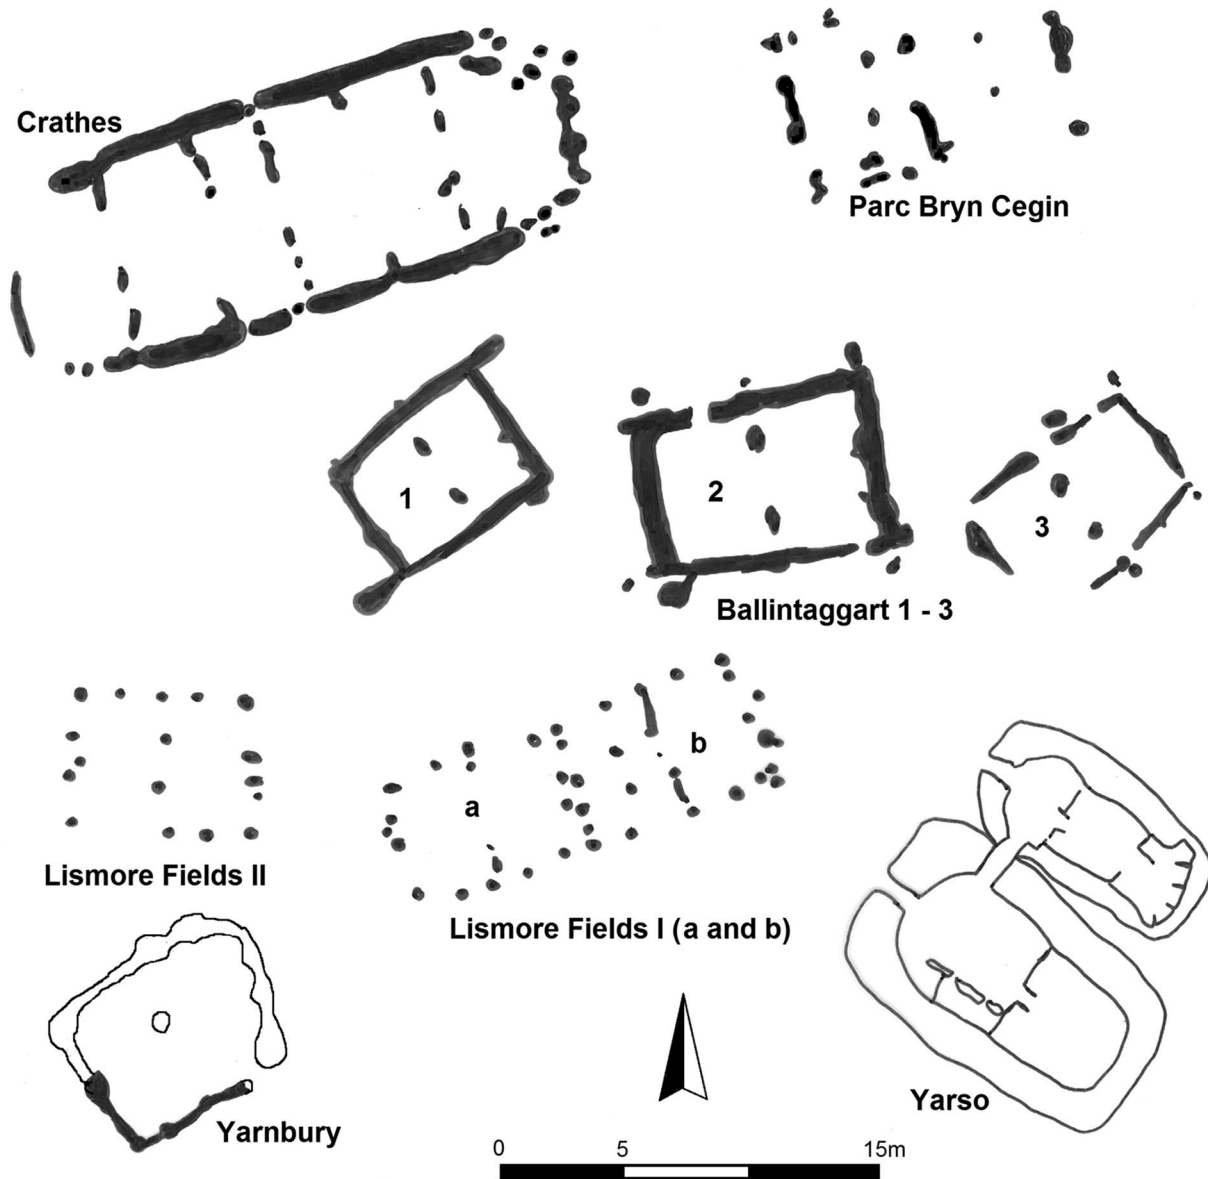 Crathes
Parc Bryn Cegin
1
2
3
Ballintaggart 1 - 3
b
a
Lismore Fields II
Lismore Fields I (a and b)
Yarso
Yarnbury
0 5 15m